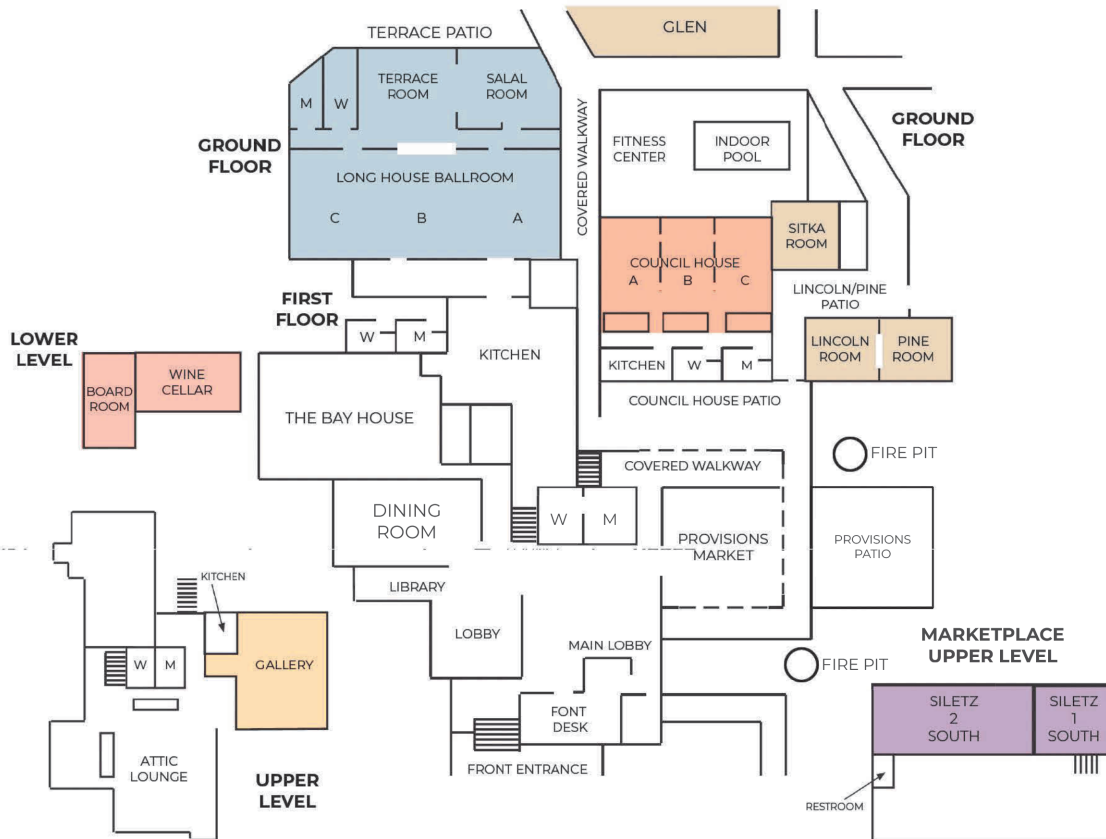 GLEN
TERRACE PATIO
TERRACE
ROOM
SALAL
ROOM
M
W
GROUND
FLOOR
LONG HOUSE BALLROOM
C
B
A
COVERED WALKWAY
FITNESS
CENTER
INDOOR
POOL
GROUND
FLOOR
SITKA
ROOM
COUNCIL HOUSE
A
B
C
LINCOLN/PINE
PATIO
LINCOLN
ROOM
PINE
ROOM
KITCHEN
W
M
COUNCIL HOUSE PATIO
FIRST
FLOOR
W
M
KITCHEN
LOWER
LEVEL
BOARD
ROOM
WINE
CELLAR
THE BAY HOUSE
COVERED WALKWAY
FIRE PIT
DINING
ROOM
W
M
PROVISIONS
MARKET
PROVISIONS
PATIO
LIBRARY
LOBBY
MAIN LOBBY
FIRE PIT
FONT
DESK
FRONT ENTRANCE
KITCHEN
W
M
GALLERY
ATTIC
LOUNGE
UPPER
LEVEL
MARKETPLACE
UPPER LEVEL
SILETZ
2
SOUTH
SILETZ
1
SOUTH
RESTROOM